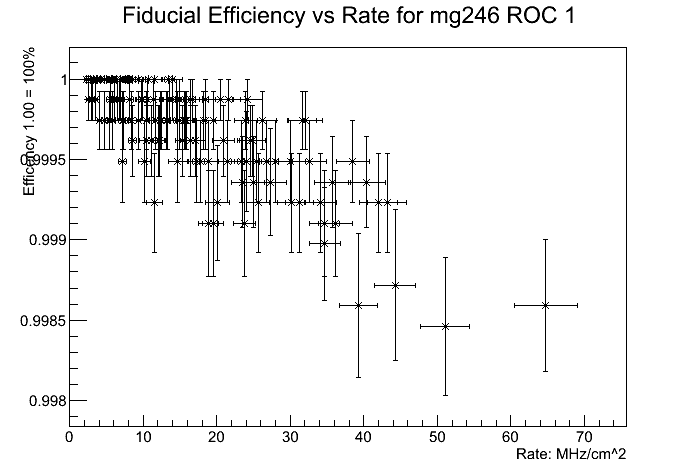 Fiducial Efficiency vs Rate for mg246 ROC 1
Efficiency 1.00 = 100%
1
0.9995
0.999
0.9985
0.998
0 10 20 30 40 50 60 70
Rate: MHz/cm^2